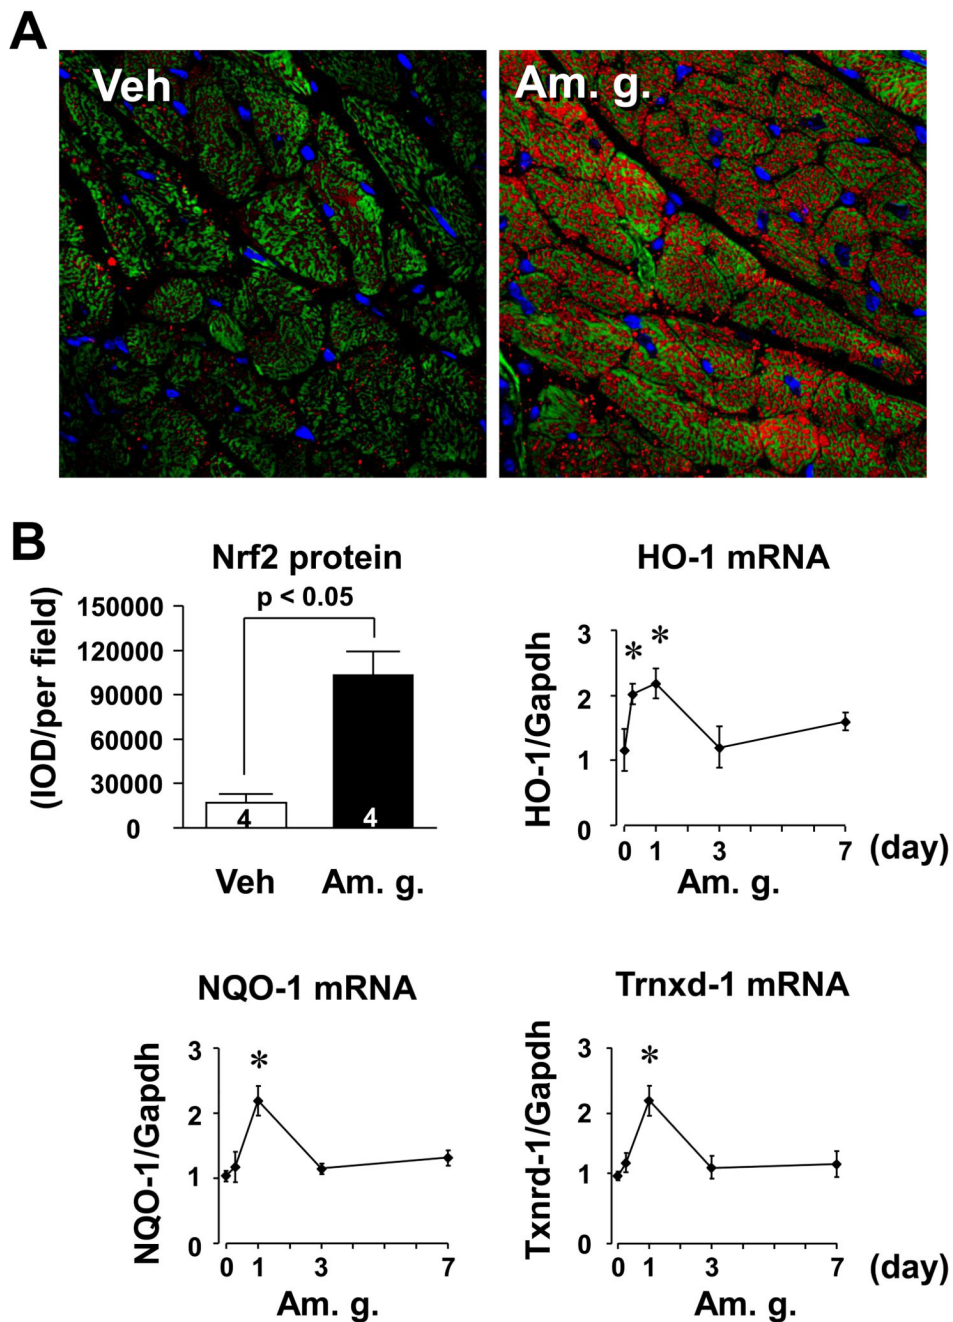 A
Veh
Am. g.
B
Nrf2 protein
p < 0.05
(IOD/per field)
150000
120000
90000
60000
30000
0
4
4
Veh
Am. g.
HO-1 mRNA
HO-1/Gapdh
3
2
1
0
*
*
0
1
3
7
(day)
Am. g.
NQO-1 mRNA
NQO-1/Gapdh
3
2
1
0
*
0
1
3
7
Am. g.
Trnxd-1 mRNA
Txnrd-1/Gapdh
3
2
1
0
*
0
1
3
7
(day)
Am. g.